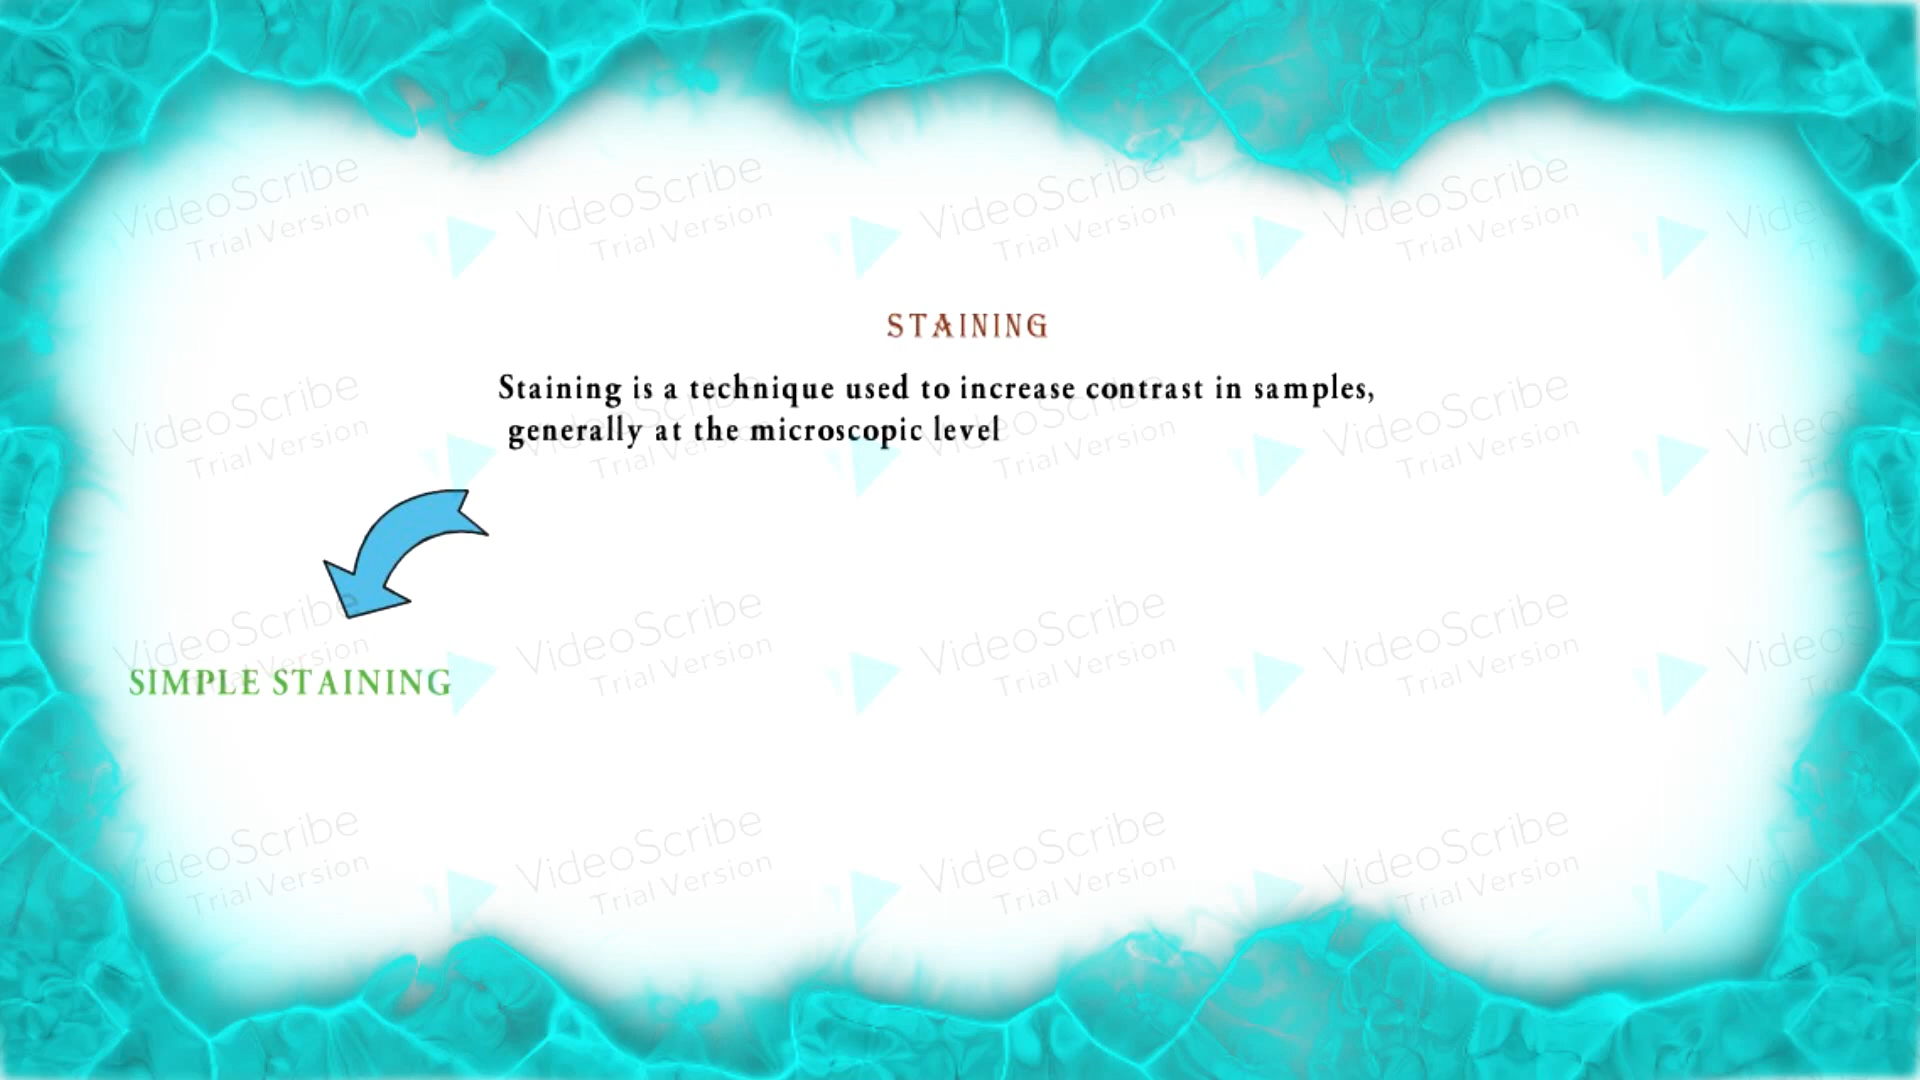 STAINING
Staining is a technique used to increase contrast in samples,
generally at the microscopic level
SIMPLE STAINING
VideoScribe
Trial Version